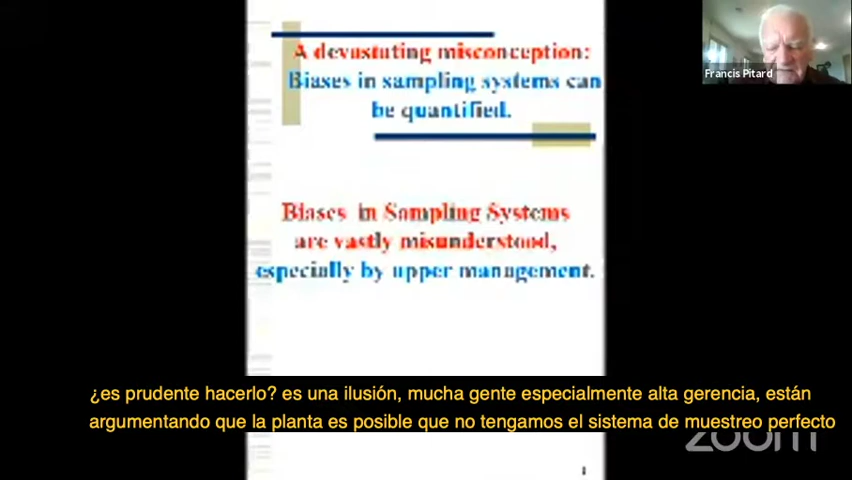 A devastating misconception:
Biases in sampling systems can
be quantified.
Francis Pitard
Biases in Sampling Systems
are vastly misunderstood,
especially by upper management.
¿es prudente hacerlo? es una ilusión, mucha gente especialmente alta gerencia, están
argumentando que la planta es posible que no tengamos el sistema de muestreo perfecto
zoom